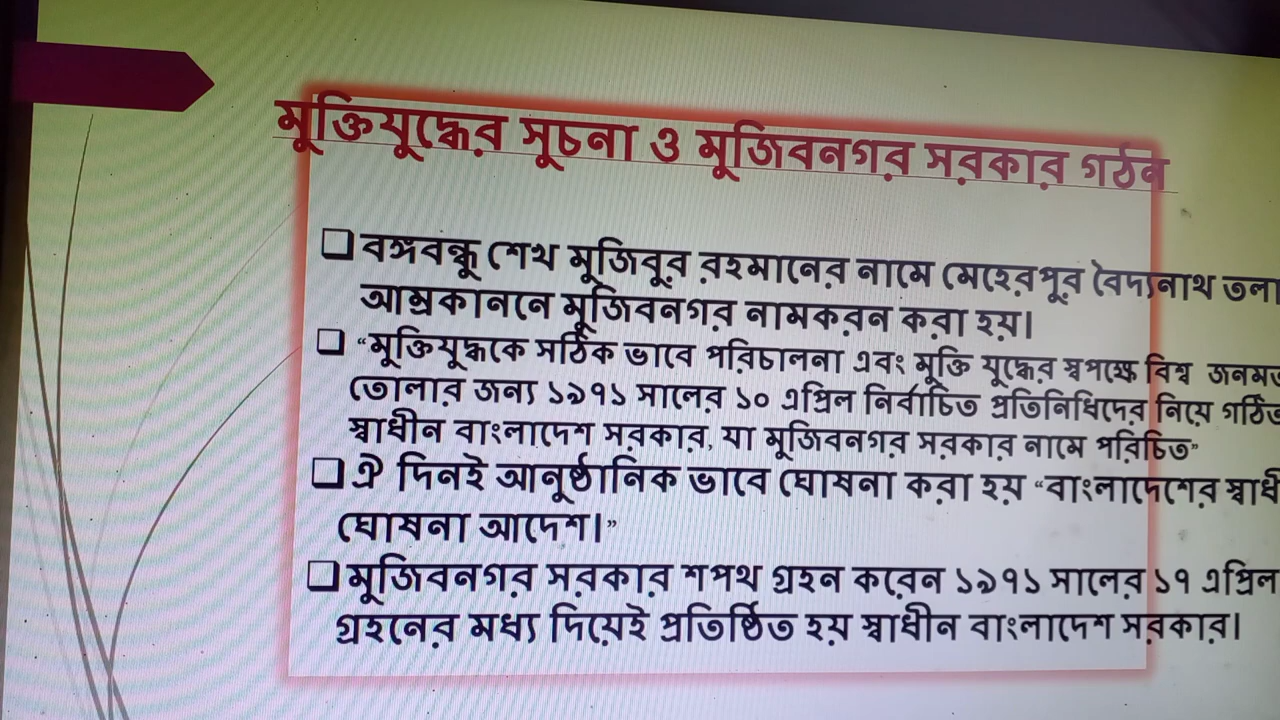 মুক্তিযুদ্ধের সূচনা ও মুজিবনগর সরকার গঠন
বঙ্গবন্ধু শেখ মুজিবুর রহমানের নামে মেহেরপুর বৈদ্যনাথ তলা
আম্রকাননে মুজিবনগর নামকরন করা হয়।
“মুক্তিযুদ্ধকে সঠিক ভাবে পরিচালনা এবং মুক্তি যুদ্ধের স্বপক্ষে বিশ্ব
তোলার জন্য ১৯৭১ সালের ১০ এপ্রিল নির্বাচিত প্রতিনিধিদের নিয়ে
স্বাধীন বাংলাদেশ সরকার, যা মুজিবনগর সরকার নামে পরিচিত”
ঐ দিনই আনুষ্ঠানিক ভাবে ঘোষনা করা হয় “বাংলাদেশের
ঘোষনা আদেশ।”
মুজিবনগর সরকার শপথ গ্রহন করেন ১৯৭১ সালের ১৭ এপ্রিল
গ্রহনের মধ্য দিয়েই প্রতিষ্ঠিত হয় স্বাধীন বাংলাদেশ সরকার।